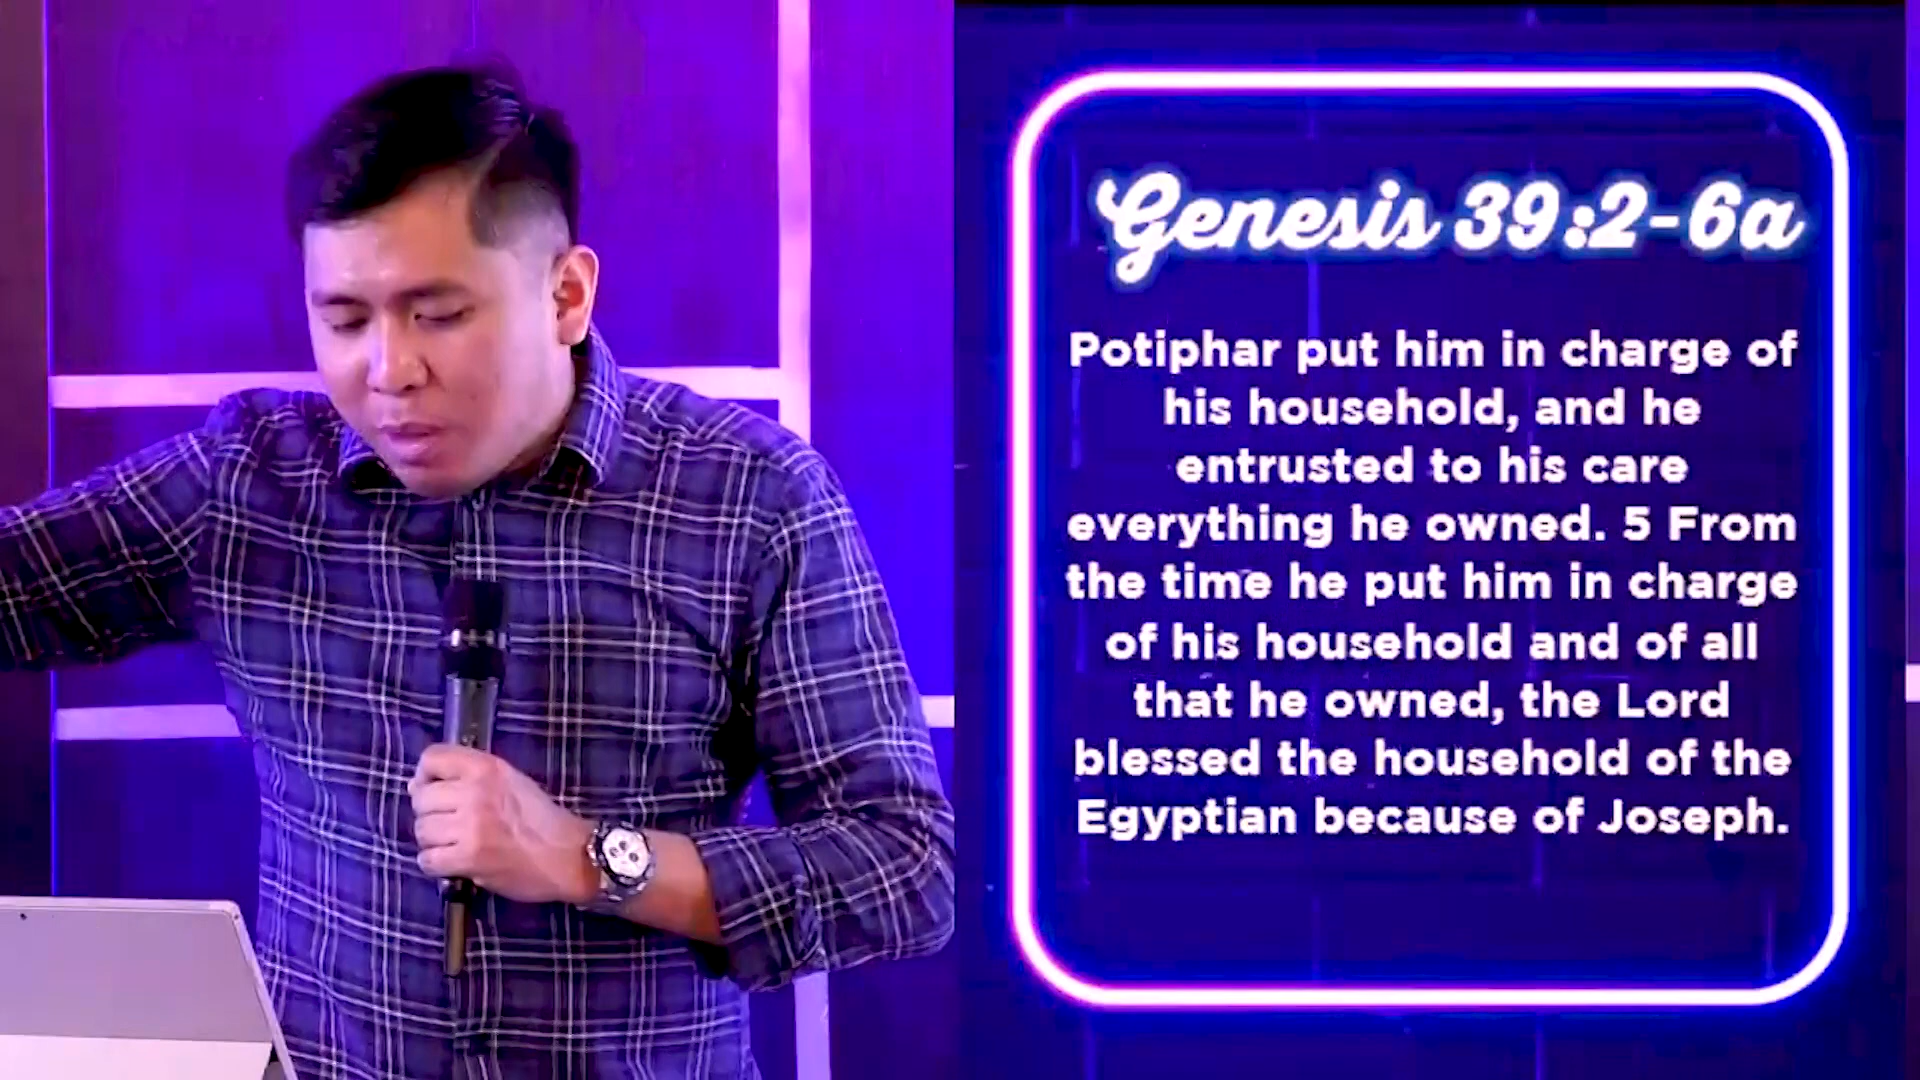 Genesis 39:2-6a
Potiphar put him in charge of
his household, and he
entrusted to his care
everything he owned. 5 From
the time he put him in charge
of his household and of all
that he owned, the Lord
blessed the household of the
Egyptian because of Joseph.